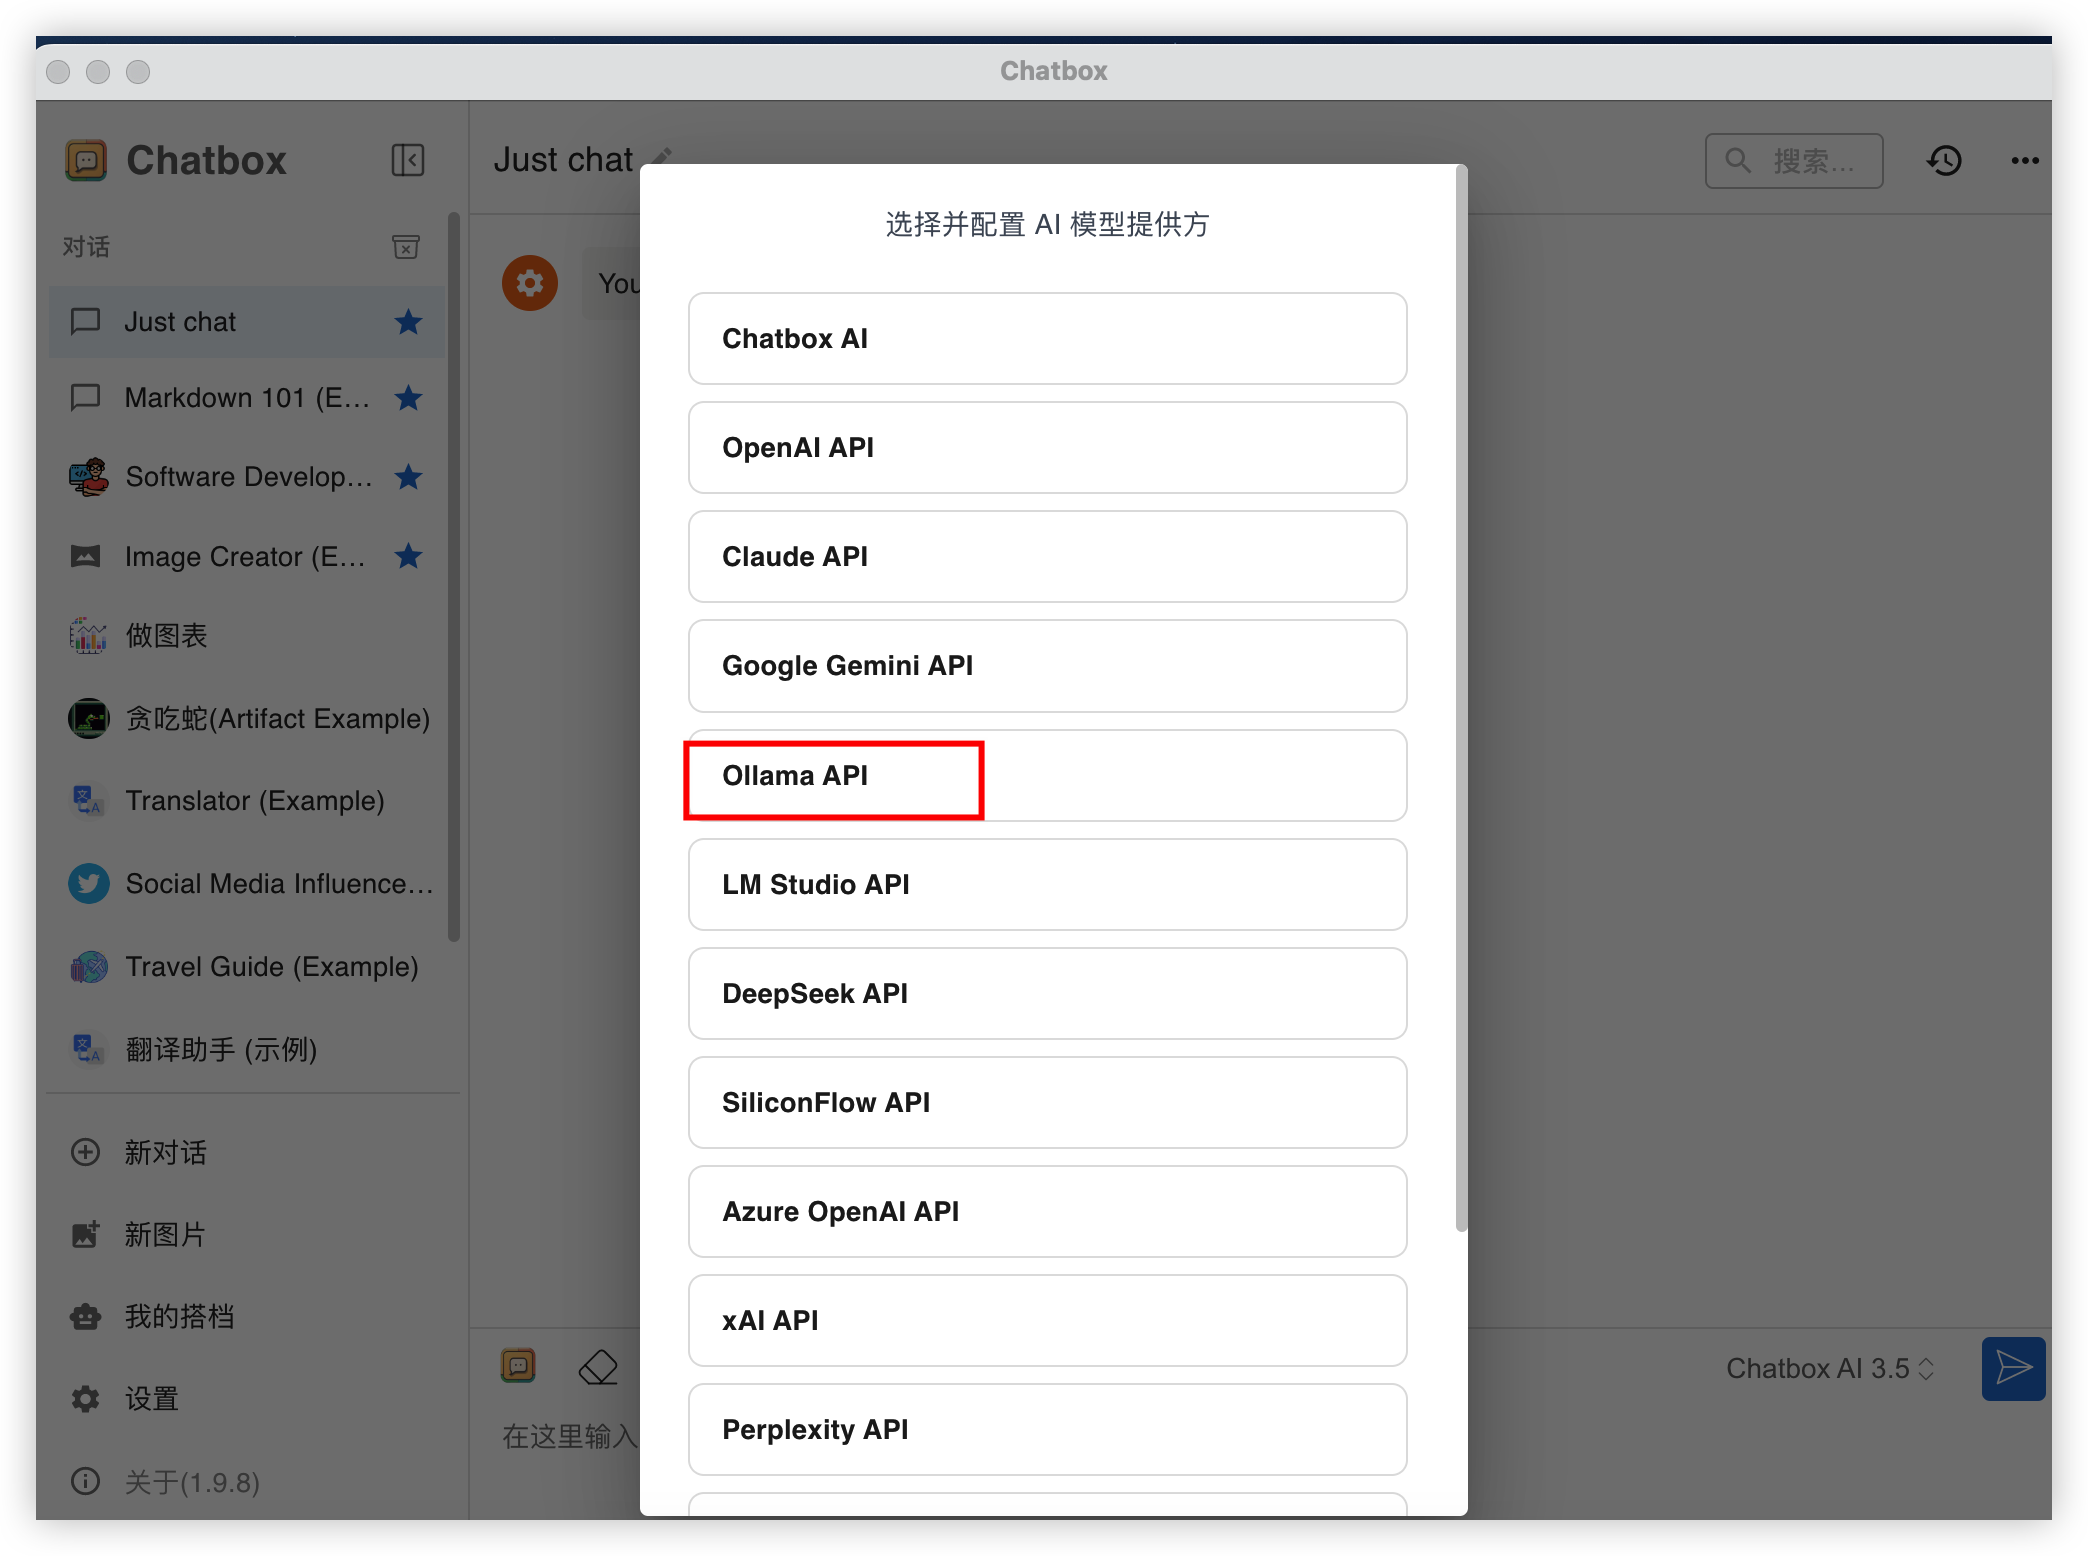 Chatbox
Chatbox
对话
Just chat
Markdown 101 (E...
Software Develop...
Image Creator (E...
做图表
贪吃蛇(Artifact Example)
Translator (Example)
Social Media Influence...
Travel Guide (Example)
翻译助手 (示例)
新对话
新图片
我的搭档
设置
关于(1.9.8)
Just chat
搜索...
You
选择并配置 AI 模型提供方
Chatbox AI
OpenAI API
Claude API
Google Gemini API
Ollama API
LM Studio API
DeepSeek API
SiliconFlow API
Azure OpenAI API
xAI API
Perplexity API
Chatbox AI 3.5
在这里输入